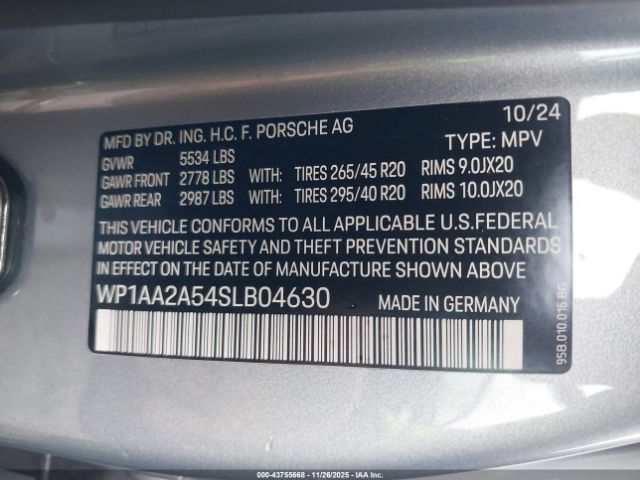 10/24
MFD BY DR. ING. H.C. F. PORSCHE AG TYPE: MPV
GVWR 5534 LBS
GAWR FRONT 2778 LBS WITH: TIRES 265/45 R20 RIMS 9.0JX20
GAWR REAR 2987 LBS WITH: TIRES 295/40 R20 RIMS 10.0JX20
THIS VEHICLE CONFORMS TO ALL APPLICABLE U.S.FEDERAL
MOTOR VEHICLE SAFETY AND THEFT PREVENTION STANDARDS
IN EFFECT ON THE DATE OF MANUFACTURE SHOWN ABOVE.
WP1AA2A54SLB04630 MADE IN GERMANY
95B.010.016.BG
000-43755668 - 11/26/2025 - IAA Inc. ©